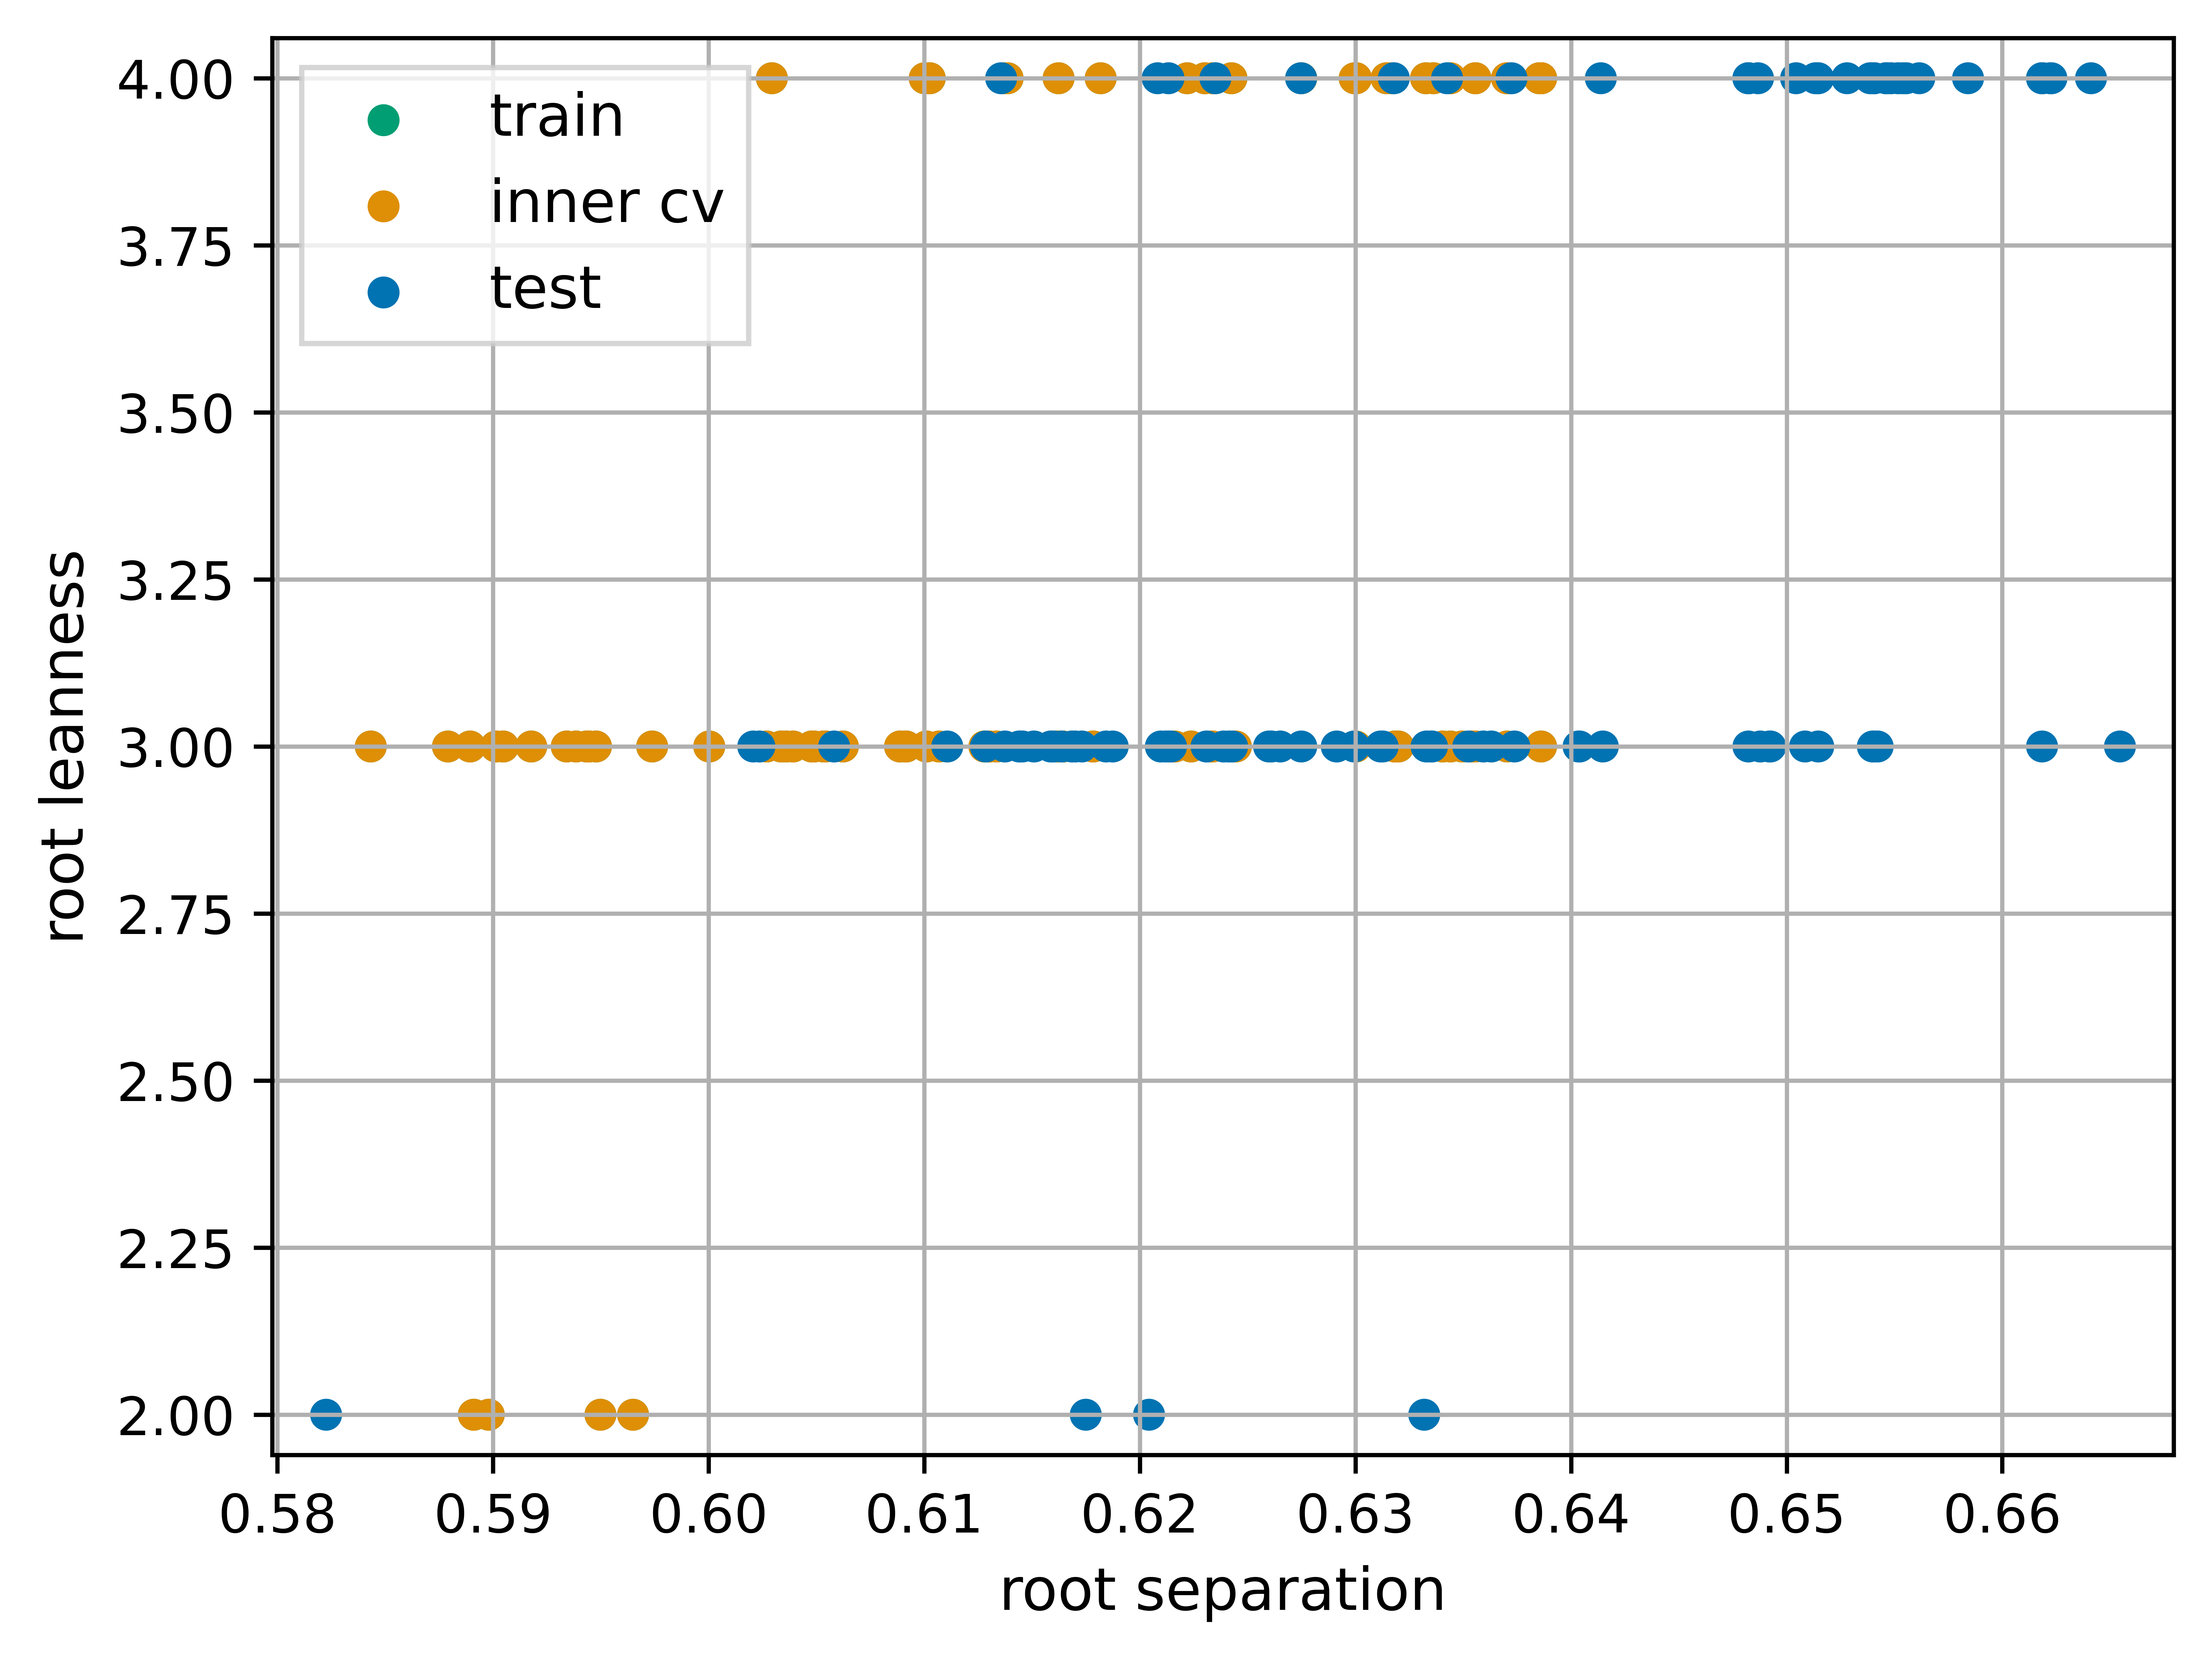 train
inner cv
test
4.00
3.75
3.50
3.25
3.00
2.75
2.50
2.25
2.00
root leanness
0.58 0.59 0.60 0.61 0.62 0.63 0.64 0.65 0.66
root separation